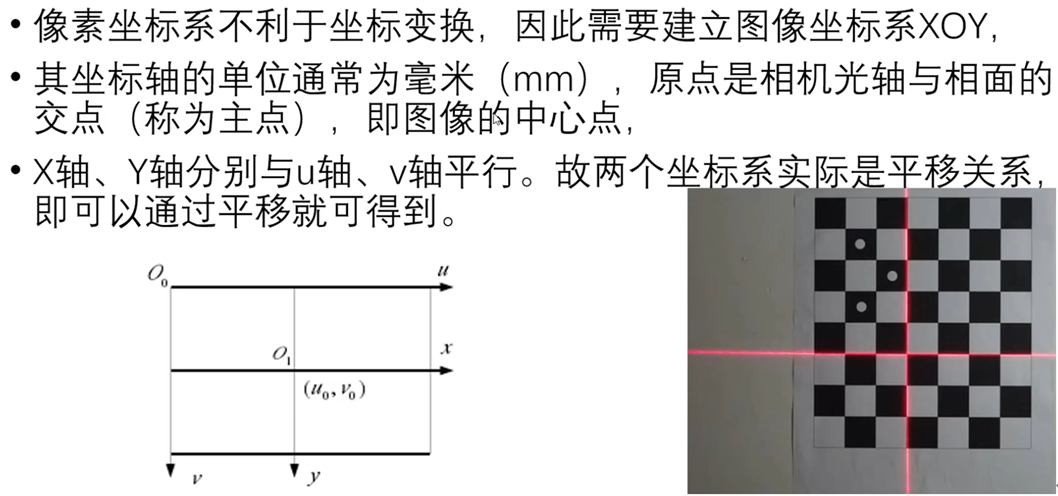 • 像素坐标系不利于坐标变换，因此需要建立图像坐标系XOY，
• 其坐标轴的单位通常为毫米（mm），原点是相机光轴与相面的
交点（称为主点），即图像的中心点，
• X轴、Y轴分别与u轴、v轴平行。故两个坐标系实际是平移关系，
即可以通过平移就可得到。
O₀
u
O₁
x
(u₀, v₀)
v
y